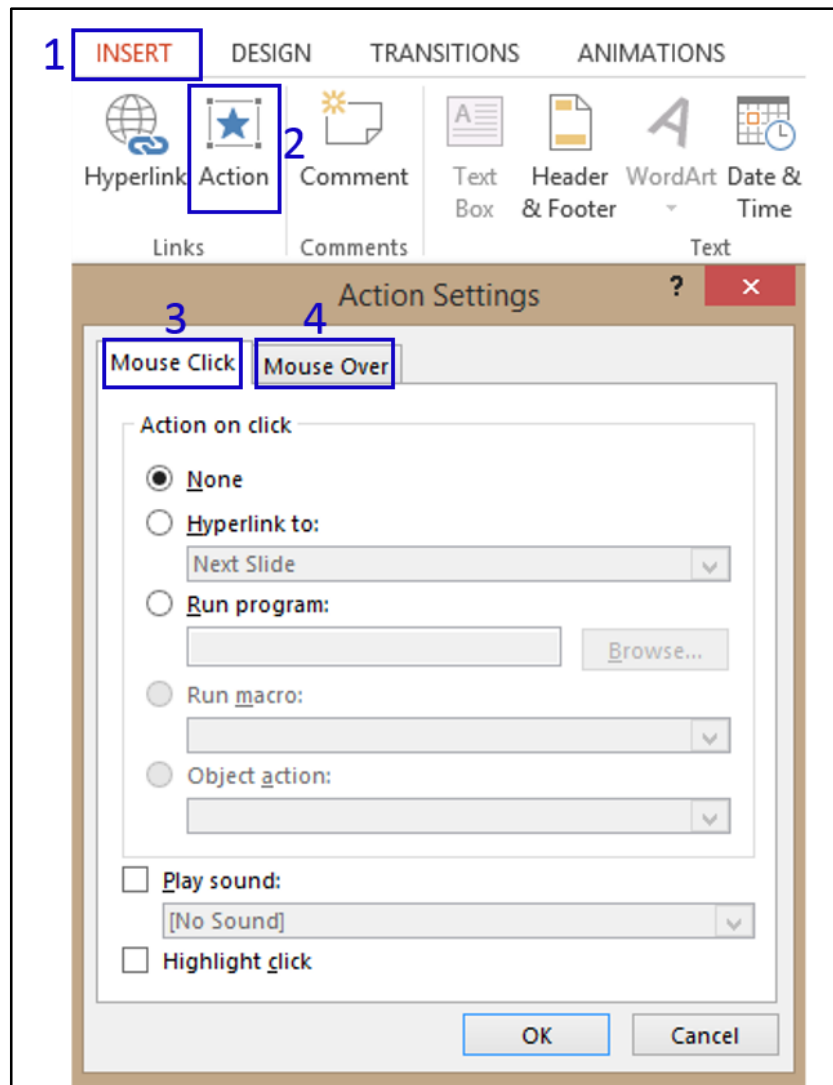 1 INSERT DESIGN TRANSITIONS ANIMATIONS
2
Hyperlink Action Comment Text Header WordArt Date &
Box & Footer Time
Links Comments Text
Action Settings ? ×
3 4
Mouse Click Mouse Over
Action on click
None
Hyperlink to:
Next Slide
Run program:
Browse...
Run macro:
Object action:
Play sound:
[No Sound]
Highlight click
OK Cancel